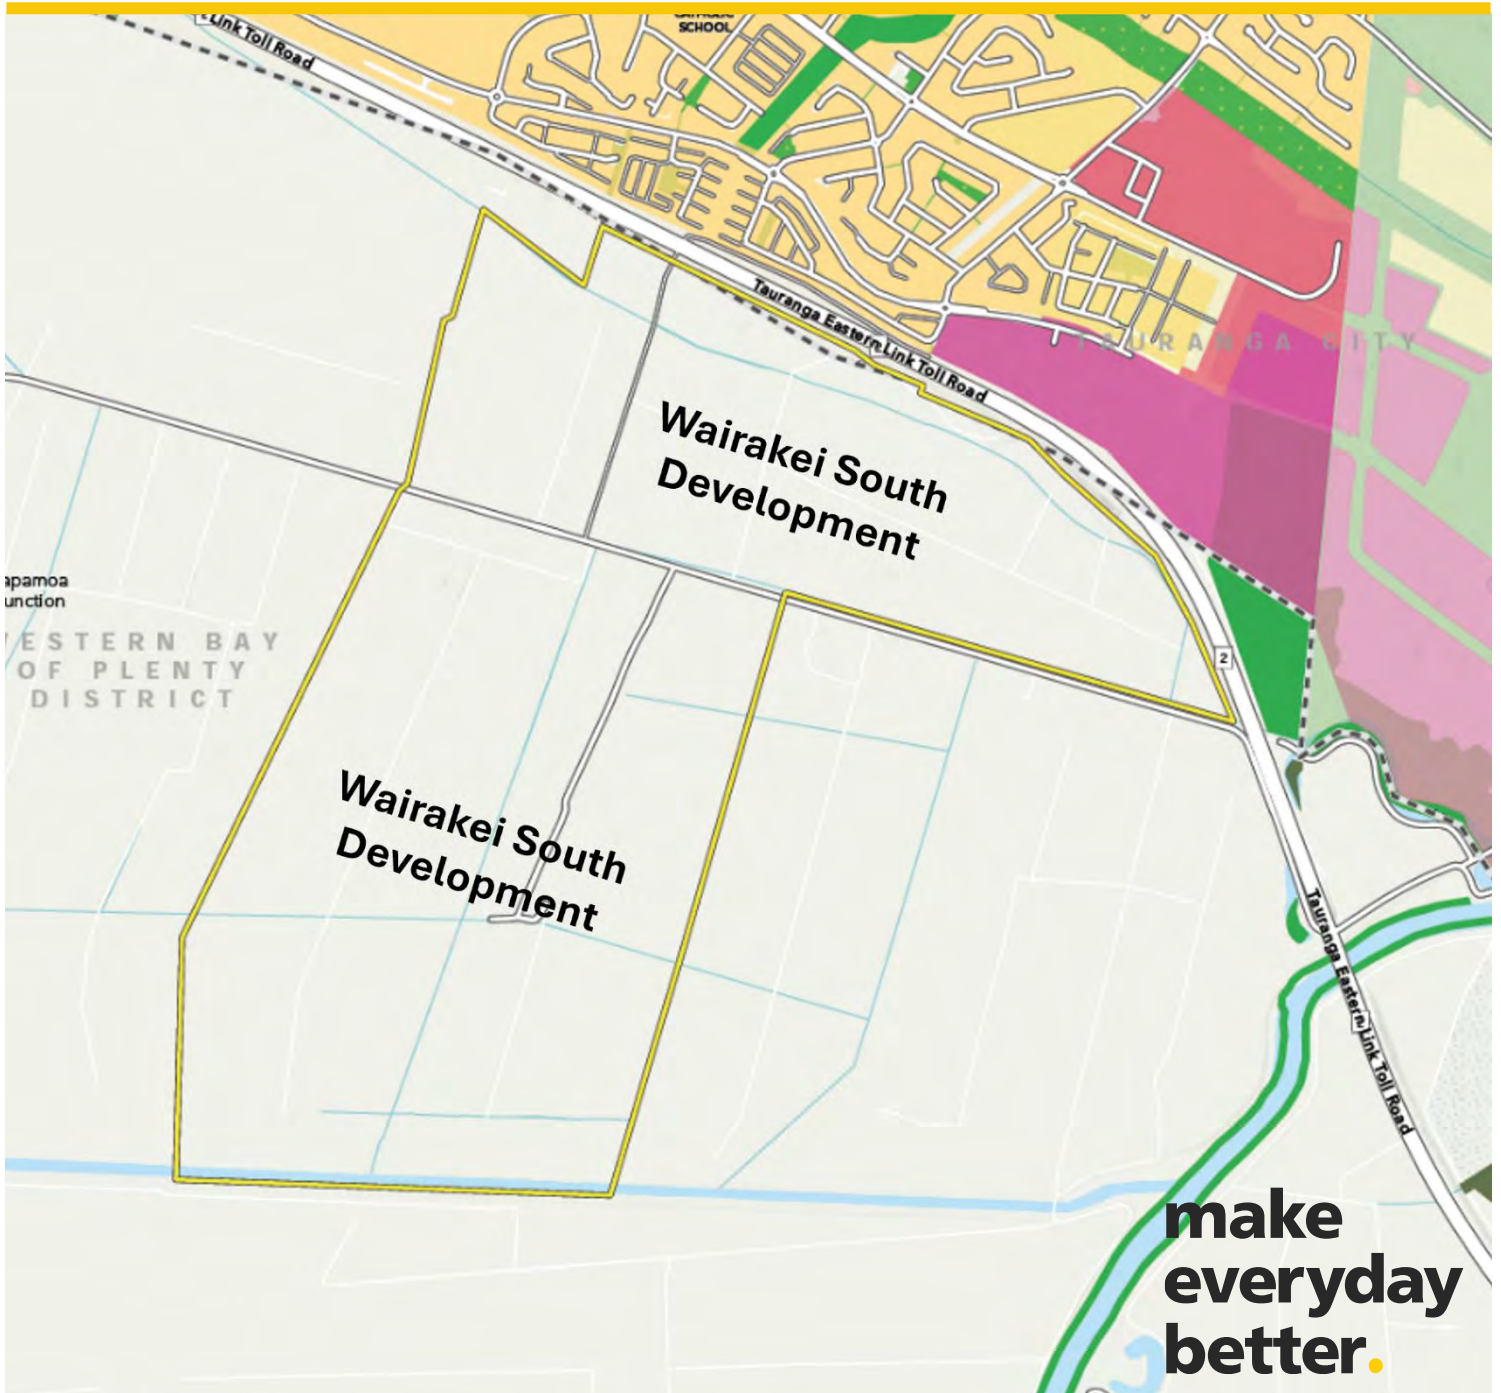 SCHOOL
Link Toll Road
Tauranga Eastern Link Toll Road
TAURANGA CITY
Wairakei South
Development
apamoa
unction
ESTERN BAY
OF PLENTY
DISTRICT
2
Wairakei South
Development
Tauranga Eastern Link Toll Road
make
everyday
better.